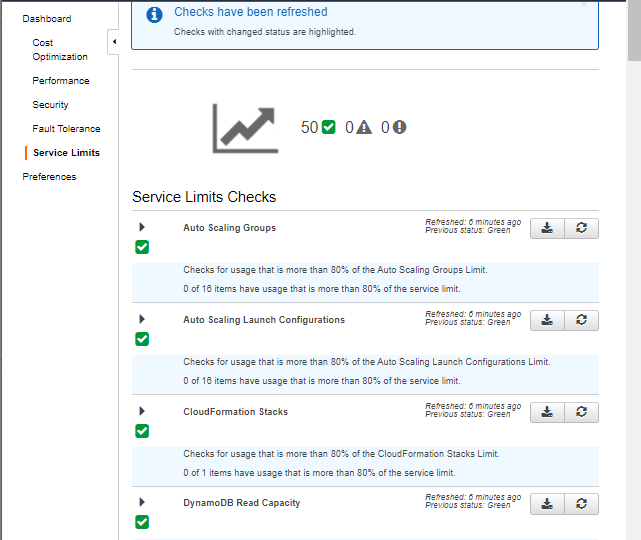 Dashboard
Cost
Optimization
Performance
Security
Fault Tolerance
Service Limits
Preferences
Checks have been refreshed
Checks with changed status are highlighted.
50 0 0
Service Limits Checks
Auto Scaling Groups
Refreshed: 6 minutes ago
Previous status: Green
Checks for usage that is more than 80% of the Auto Scaling Groups Limit.
0 of 16 items have usage that is more than 80% of the service limit.
Auto Scaling Launch Configurations
Refreshed: 6 minutes ago
Previous status: Green
Checks for usage that is more than 80% of the Auto Scaling Launch Configurations Limit.
0 of 16 items have usage that is more than 80% of the service limit.
CloudFormation Stacks
Refreshed: 6 minutes ago
Previous status: Green
Checks for usage that is more than 80% of the CloudFormation Stacks Limit.
0 of 1 items have usage that is more than 80% of the service limit.
DynamoDB Read Capacity
Refreshed: 6 minutes ago
Previous status: Green